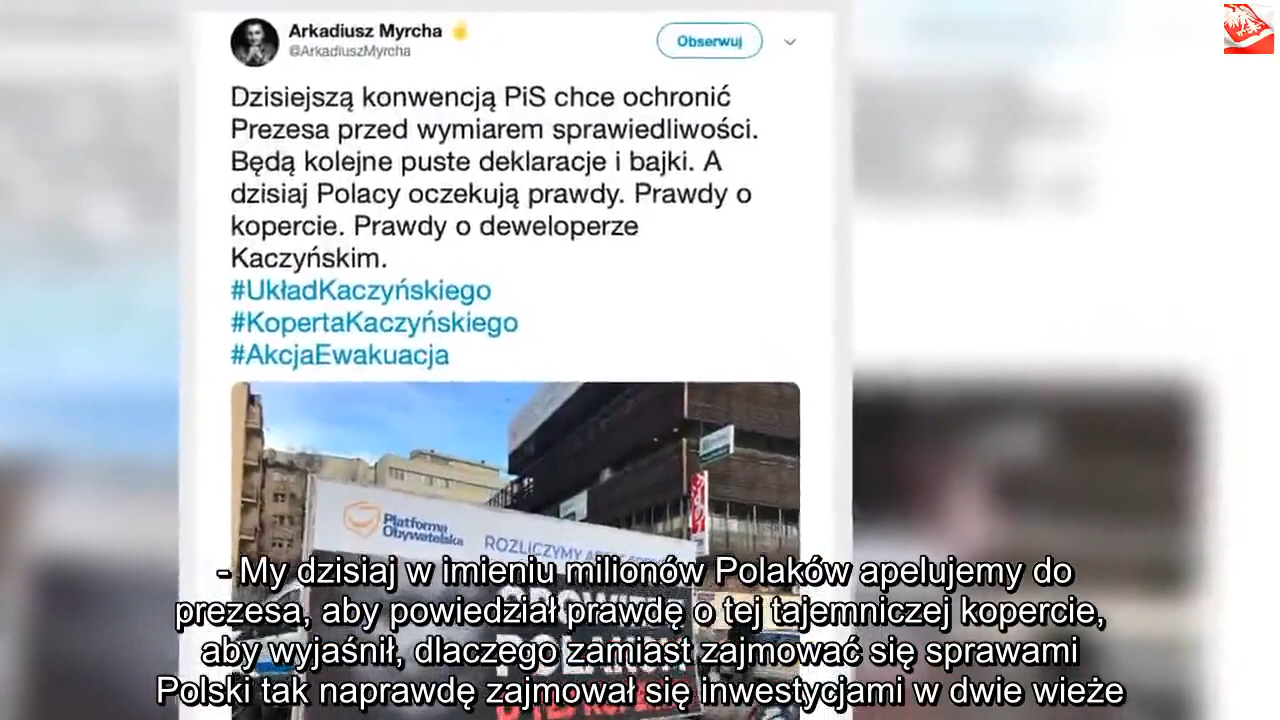 Arkadiusz Myrcha
@ArkadiuszMyrcha
Obserwuj
Dzisiejszą konwencją PiS chce ochronić
Prezesa przed wymiarem sprawiedliwości.
Będą kolejne puste deklaracje i bajki. A
dzisiaj Polacy oczekują prawdy. Prawdy o
kopercie. Prawdy o deweloperze
Kaczyńskim.
#UkładKaczyńskiego
#KopertaKaczyńskiego
#AkcjaEwakuacja
Platforma
Obywatelska
ROZLICZYMY
- My dzisiaj w imieniu milionów Polaków apelujemy do
prezesa, aby powiedział prawdę o tej tajemniczej kopercie,
aby wyjaśnił, dlaczego zamiast zajmować się sprawami
Polski tak naprawdę zajmował się inwestycjami w dwie wieże